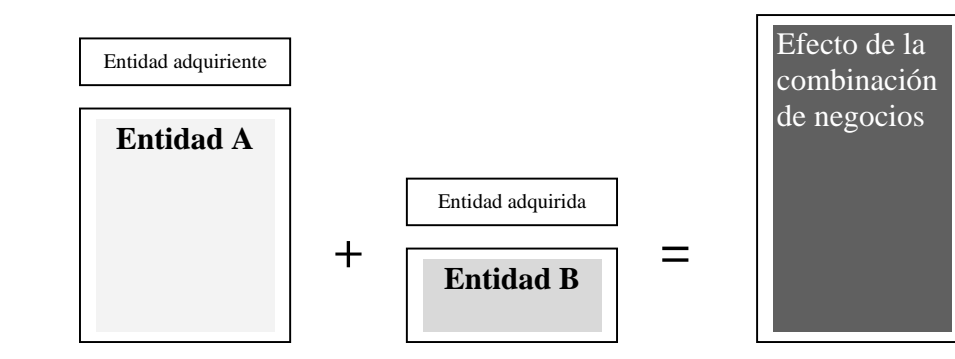 Entidad adquiriente
Entidad A
+
Entidad adquirida
Entidad B
=
Efecto de la
combinación
de negocios